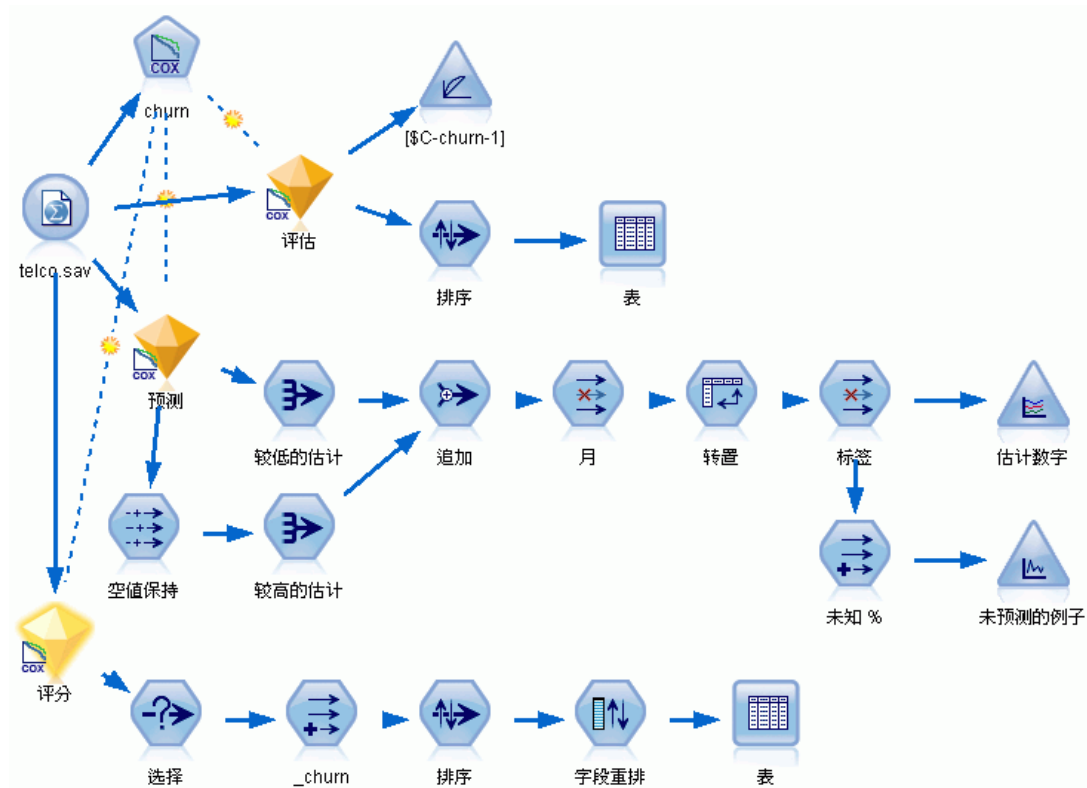 COX
churn
[$C-churn-1]
COX
评估
telco.sav
排序
表
COX
预测
较低的估计
追加
月
转置
标签
估计数字
空值保持
较高的估计
未知 %
未预测的例子
COX
评分
选择
_churn
排序
字段重排
表